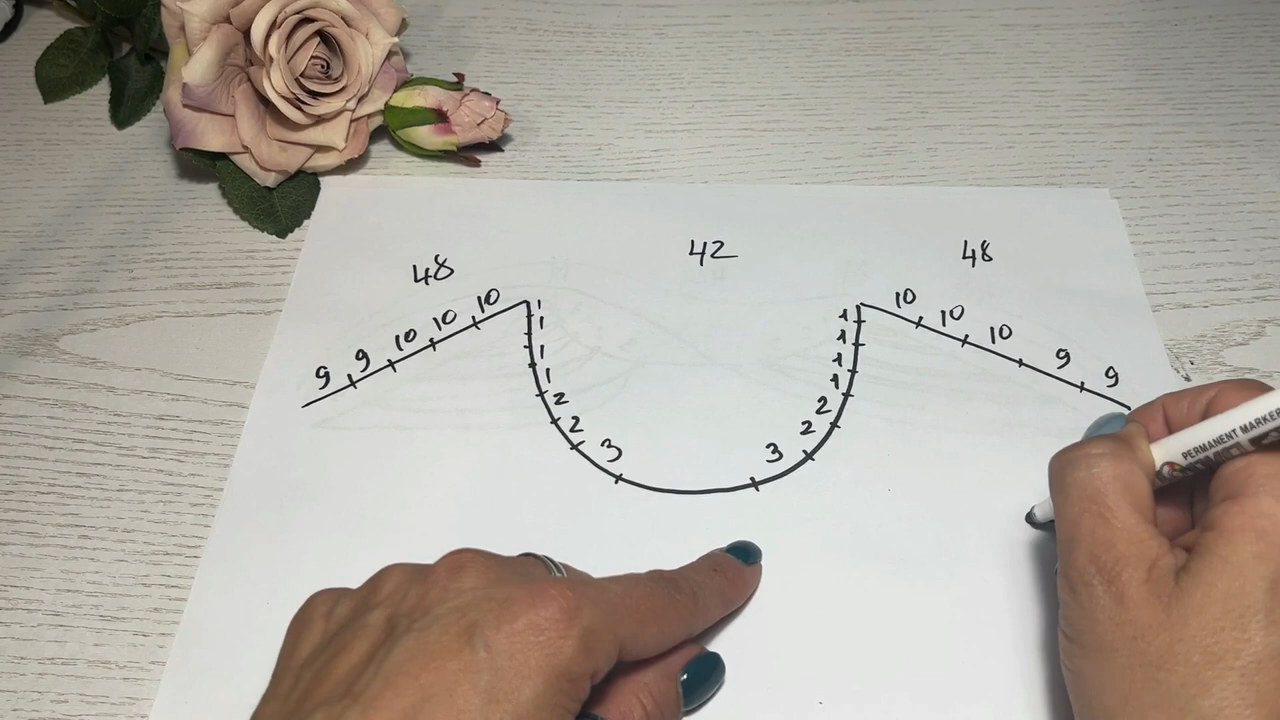 48 42 48
9 9 10 10 10
10 10 10 9 9
1 1 1 1 2 2 3
3 2 2 1 1 1 1
PERMANENT MARKER